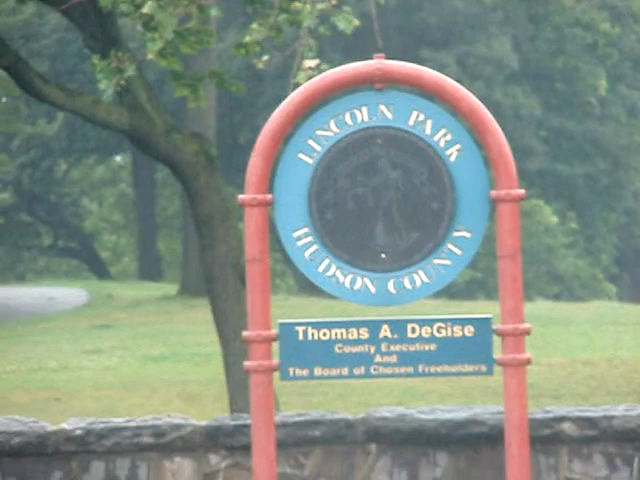 LINCOLN PARK
HUDSON COUNTY
Thomas A. DeGise
County Executive
And
The Board of Chosen Freeholders